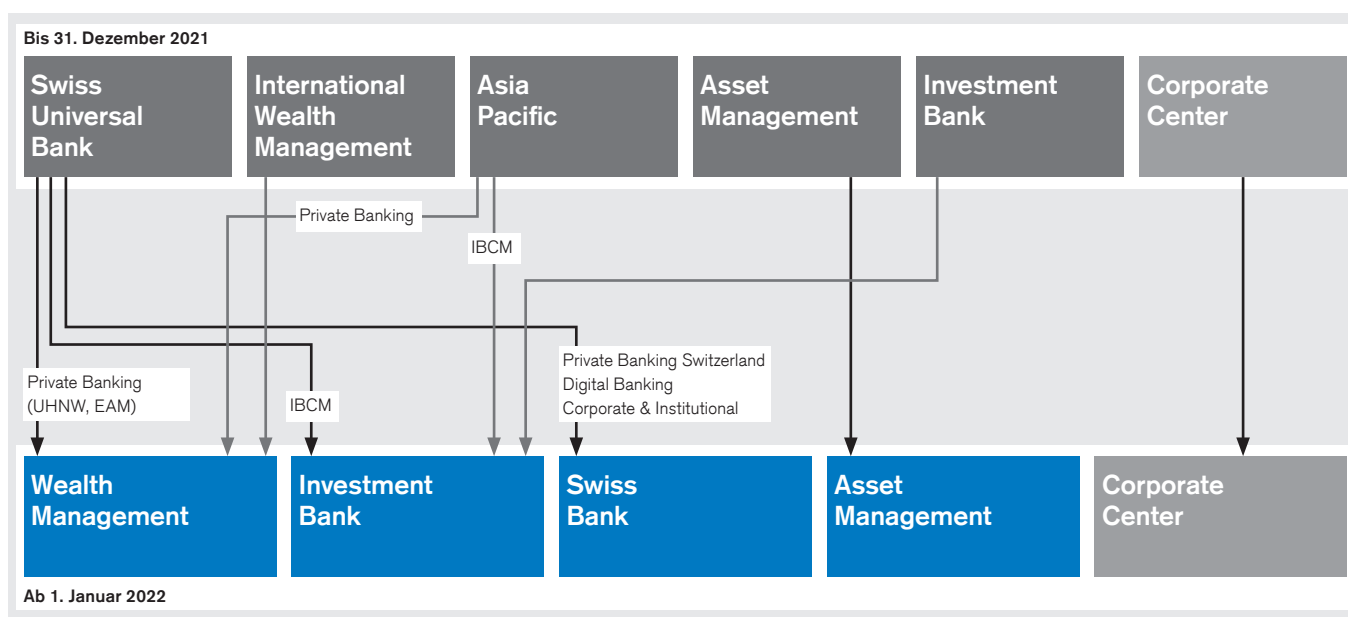 Bis 31. Dezember 2021
Swiss
Universal
Bank
International
Wealth
Management
Asia
Pacific
Asset
Management
Investment
Bank
Corporate
Center
Private Banking
IBCM
Private Banking
(UHNW, EAM)
IBCM
Private Banking Switzerland
Digital Banking
Corporate & Institutional
Wealth
Management
Investment
Bank
Swiss
Bank
Asset
Management
Corporate
Center
Ab 1. Januar 2022